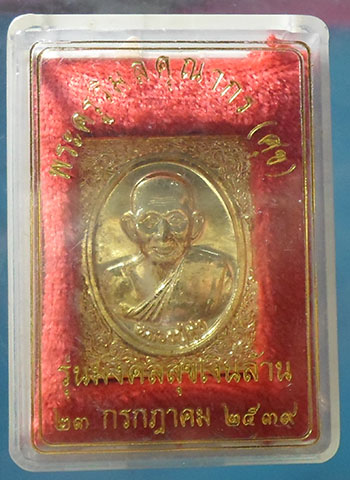 พระครูวิมลคุณากร (ศุข)
รุ่นมงคลสุขเงินล้าน
๒๓ กรกฎาคม ๒๕๓๙